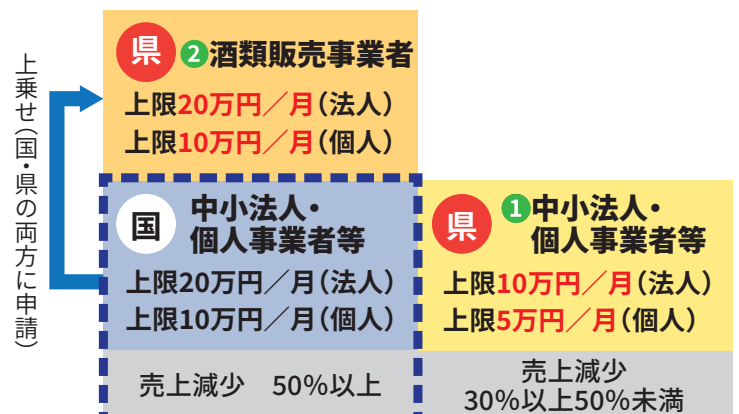 上乗せ（国・県の両方に申請）
県 ❷酒類販売事業者
上限20万円／月（法人）
上限10万円／月（個人）
国 中小法人・
個人事業者等
上限20万円／月（法人）
上限10万円／月（個人）
売上減少　50％以上
県 ❶中小法人・
個人事業者等
上限10万円／月（法人）
上限5万円／月（個人）
売上減少
30％以上50％未満